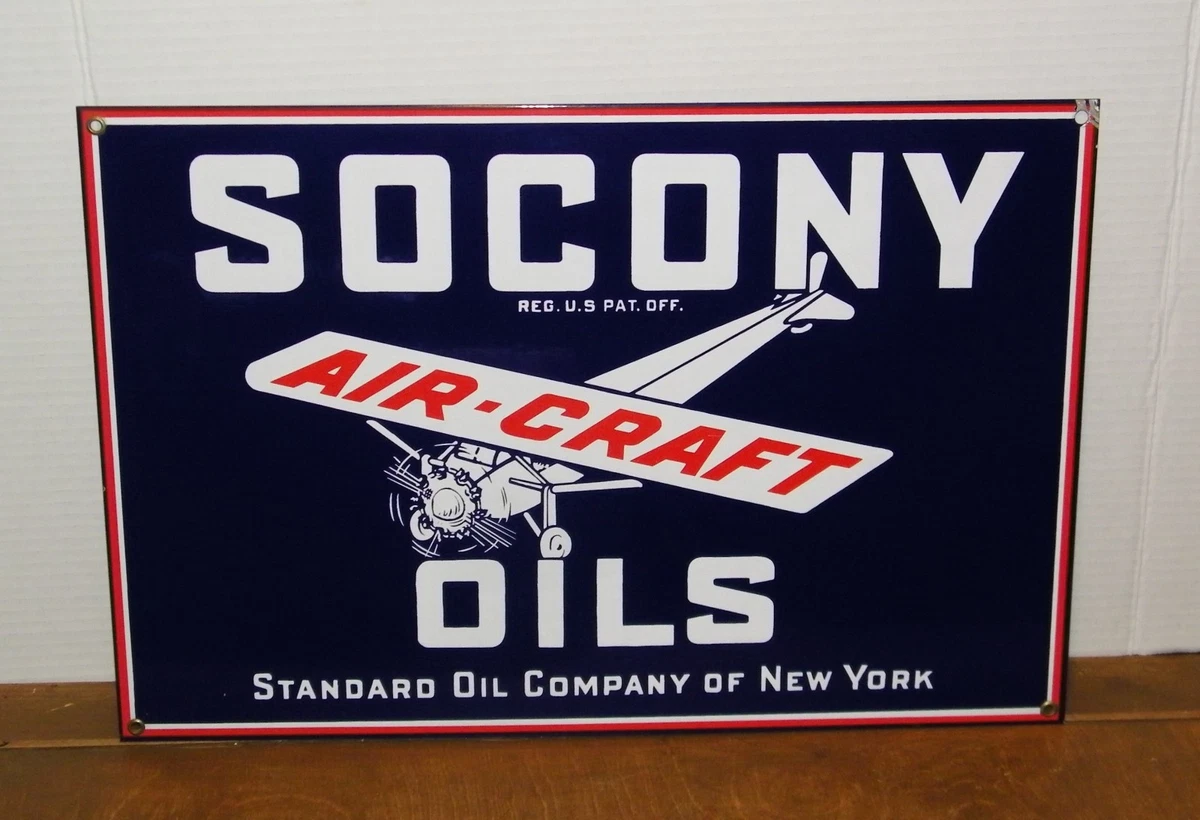 SOCONY
REG. U.S PAT. OFF.
AIR-CRAFT
OILS
STANDARD OIL COMPANY OF NEW YORK